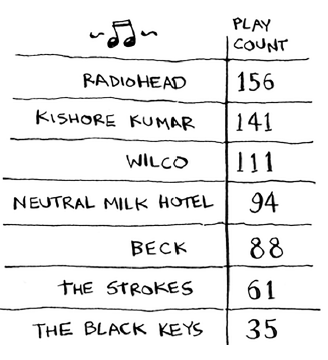 PLAY
COUNT
RADIOHEAD 156
KISHORE KUMAR 141
WILCO 111
NEUTRAL MILK HOTEL 94
BECK 88
THE STROKES 61
THE BLACK KEYS 35